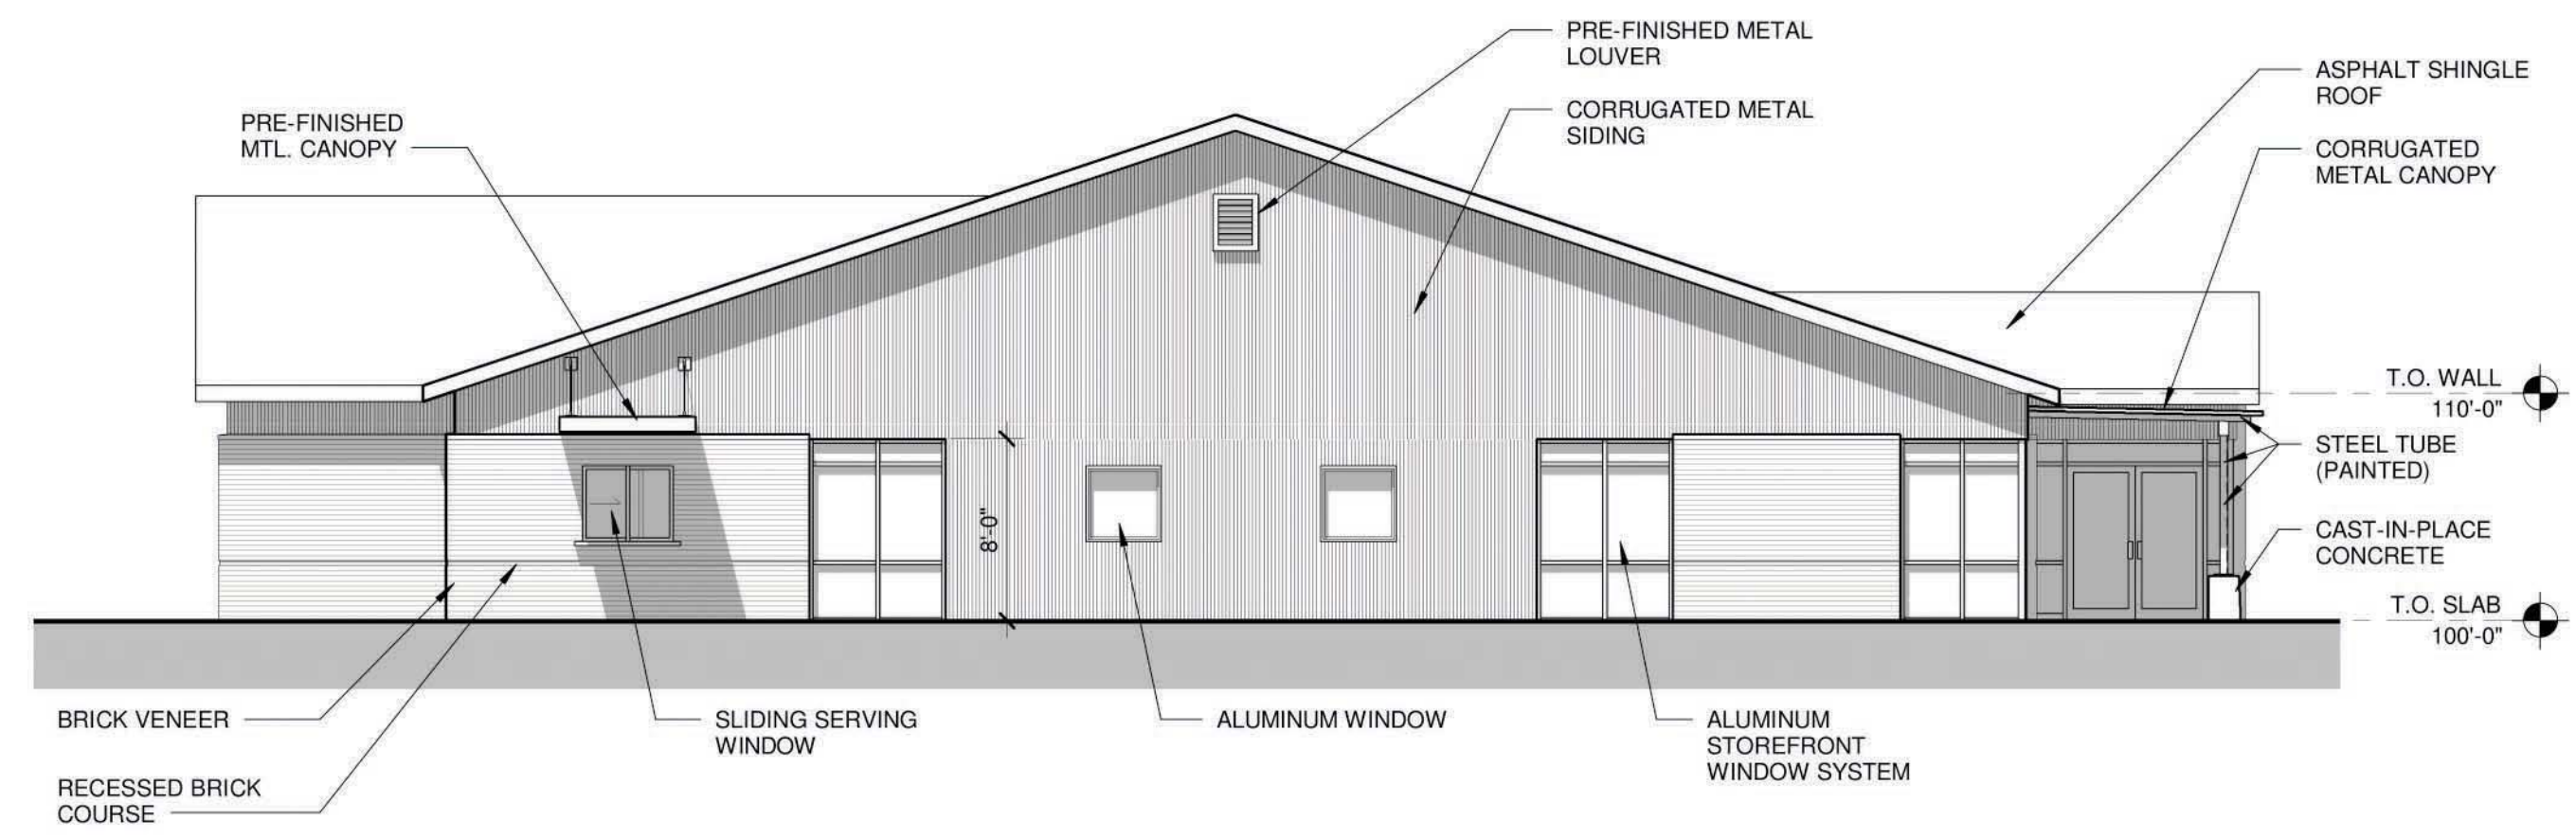 PRE-FINISHED METAL
LOUVER
ASPHALT SHINGLE
ROOF
CORRUGATED METAL
SIDING
PRE-FINISHED
MTL. CANOPY
CORRUGATED
METAL CANOPY
T.O. WALL
110'-0"
STEEL TUBE
(PAINTED)
8'-0"
CAST-IN-PLACE
CONCRETE
T.O. SLAB
100'-0"
BRICK VENEER
SLIDING SERVING
WINDOW
ALUMINUM WINDOW
ALUMINUM
STOREFRONT
WINDOW SYSTEM
RECESSED BRICK
COURSE